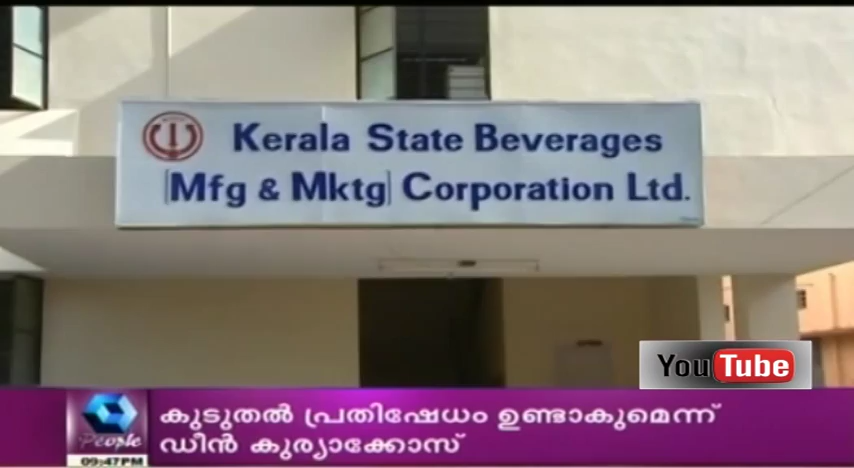 Kerala State Beverages
[Mfg & Mktg] Corporation Ltd.
You Tube
കുടുതൽ പ്രതിഷേധം ഉണ്ടാകുമെന്ന്
ഡീൻ കുര്യാക്കോസ്
People
09:47PM